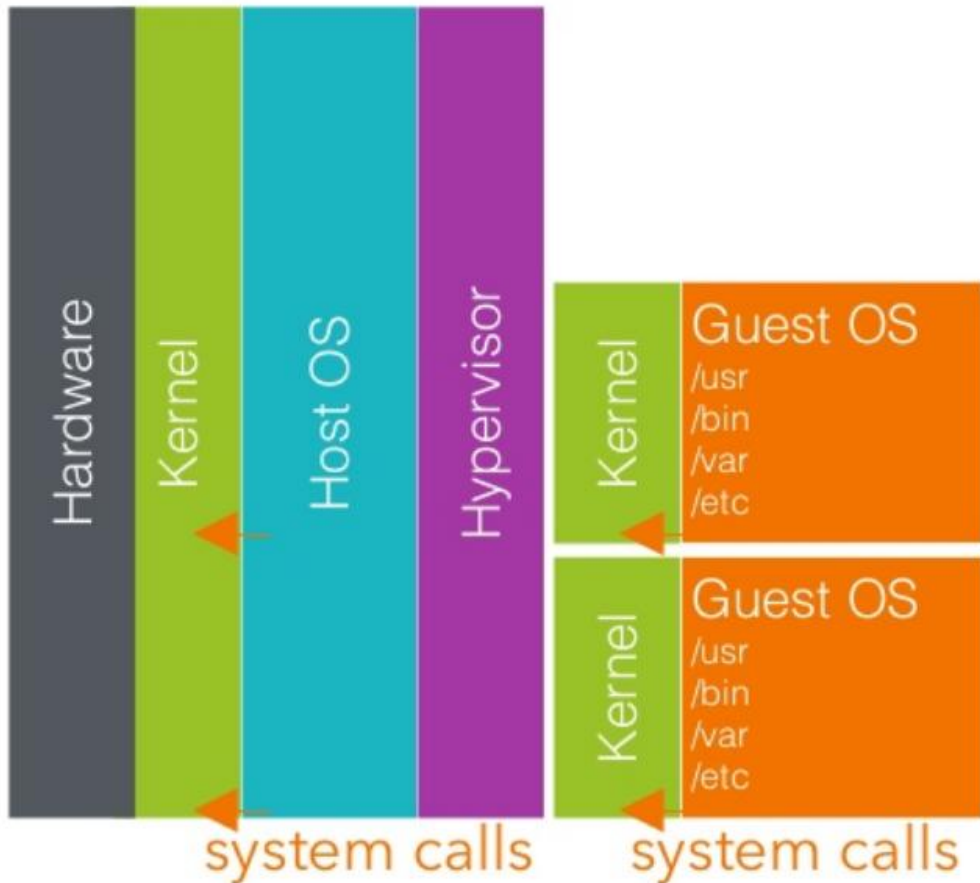 Hardware
Kernel
Host OS
Hypervisor
Kernel
Guest OS
/usr
/bin
/var
/etc
Kernel
Guest OS
/usr
/bin
/var
/etc
system calls
system calls